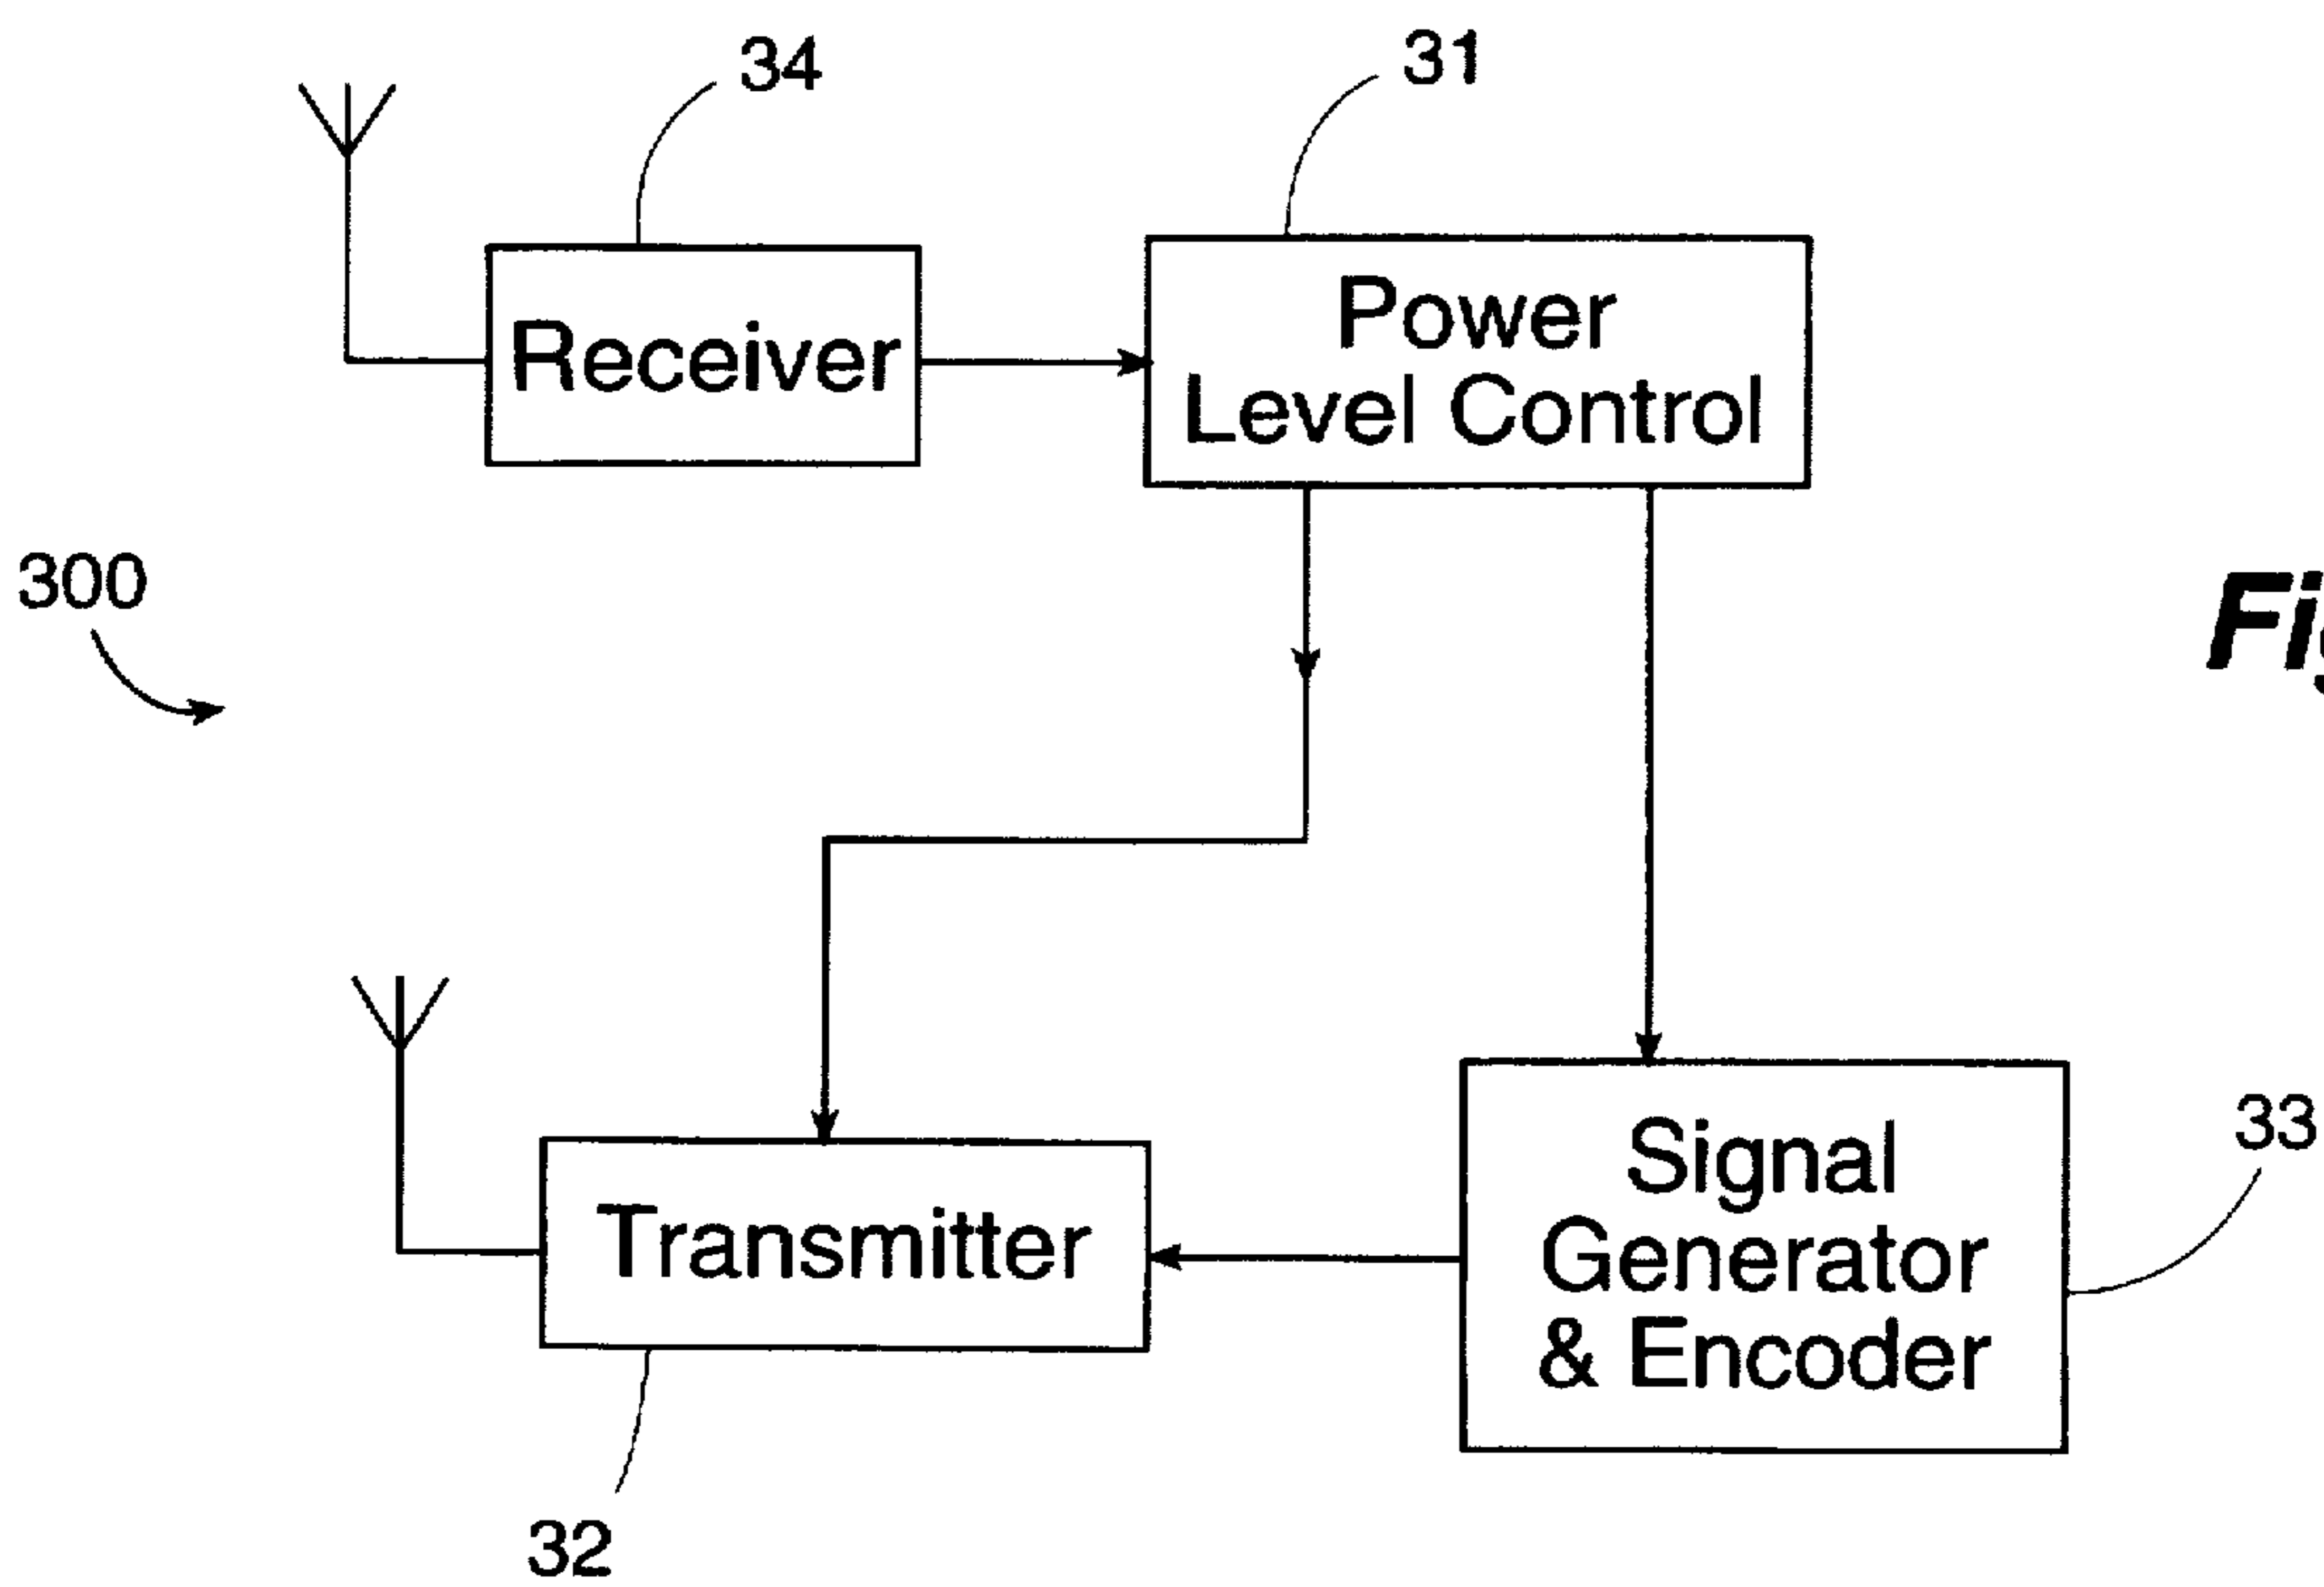 34
31
Receiver
Power
Level Control
300
33
Signal
Generator
& Encoder
Transmitter
32